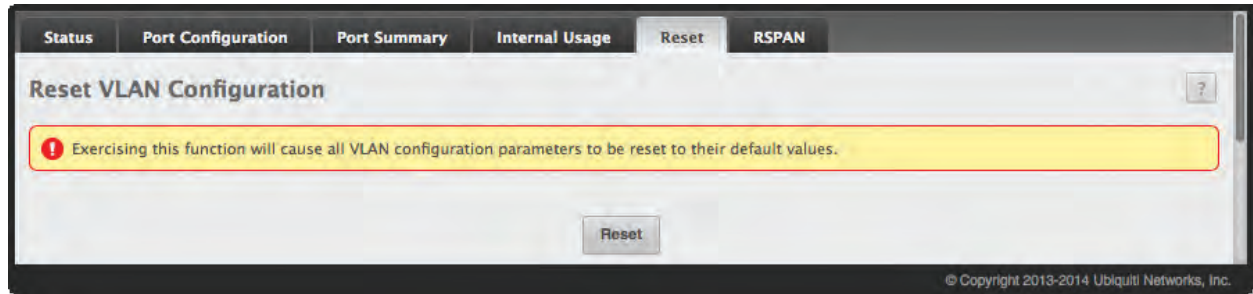 Status Port Configuration Port Summary Internal Usage Reset RSPAN
Reset VLAN Configuration ?
Exercising this function will cause all VLAN configuration parameters to be reset to their default values.
Reset
© Copyright 2013-2014 Ubiquiti Networks, Inc.